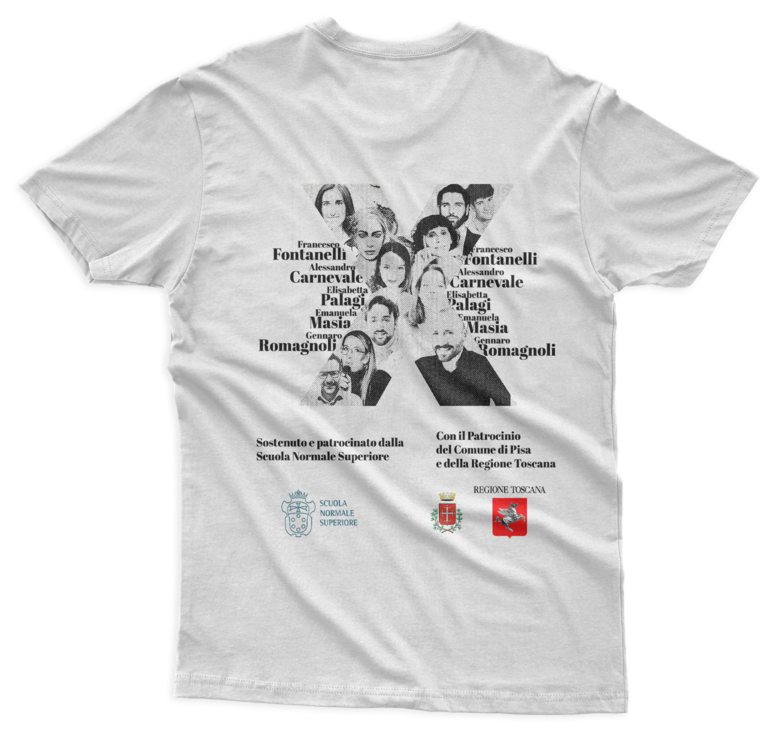 Francesco
Fontanelli
Alessandro
Carnevale
Elisabetta
Palagi
Emanuela
Masia
Gennaro
Romagnoli
Francesco
Fontanelli
Alessandro
Carnevale
Elisabetta
Palagi
Emanuela
Masia
Gennaro
Romagnoli
Sostenuto e patrocinato dalla
Scuola Normale Superiore
SCUOLA
NORMALE
SUPERIORE
Con il Patrocinio
del Comune di Pisa
e della Regione Toscana
REGIONE TOSCANA